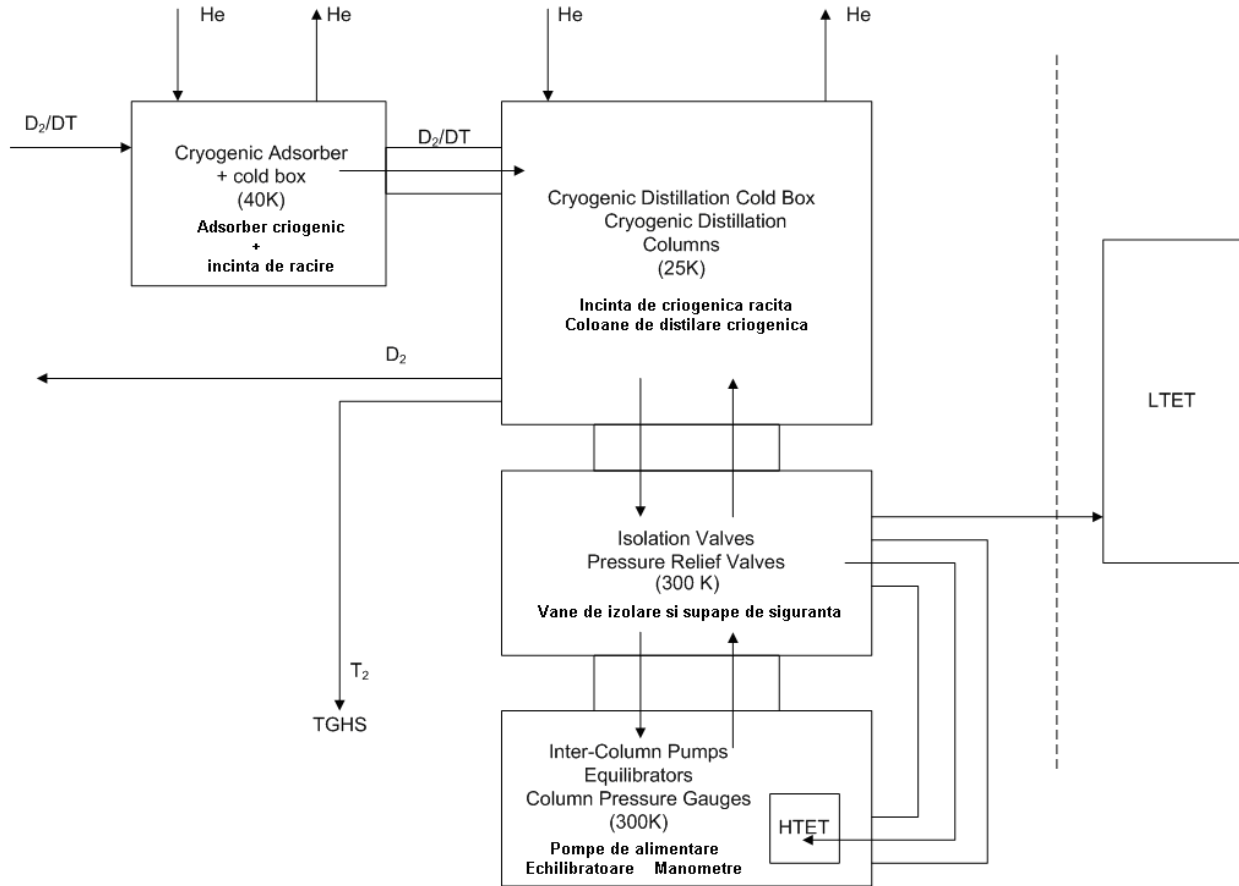 He
He
He
He
D₂/DT
D₂/DT
Cryogenic Adsorber
+ cold box
(40K)
Adsorber criogenic
+
incinta de racire
Cryogenic Distillation Cold Box
Cryogenic Distillation
Columns
(25K)
Incinta de criogenica racita
Coloane de distilare criogenica
D₂
LTET
Isolation Valves
Pressure Relief Valves
(300 K)
Vane de izolare si supape de siguranta
T₂
TGHS
Inter-Column Pumps
Equilibrators
Column Pressure Gauges
(300K)
HTET
Pompe de alimentare
Echilibratoare Manometre